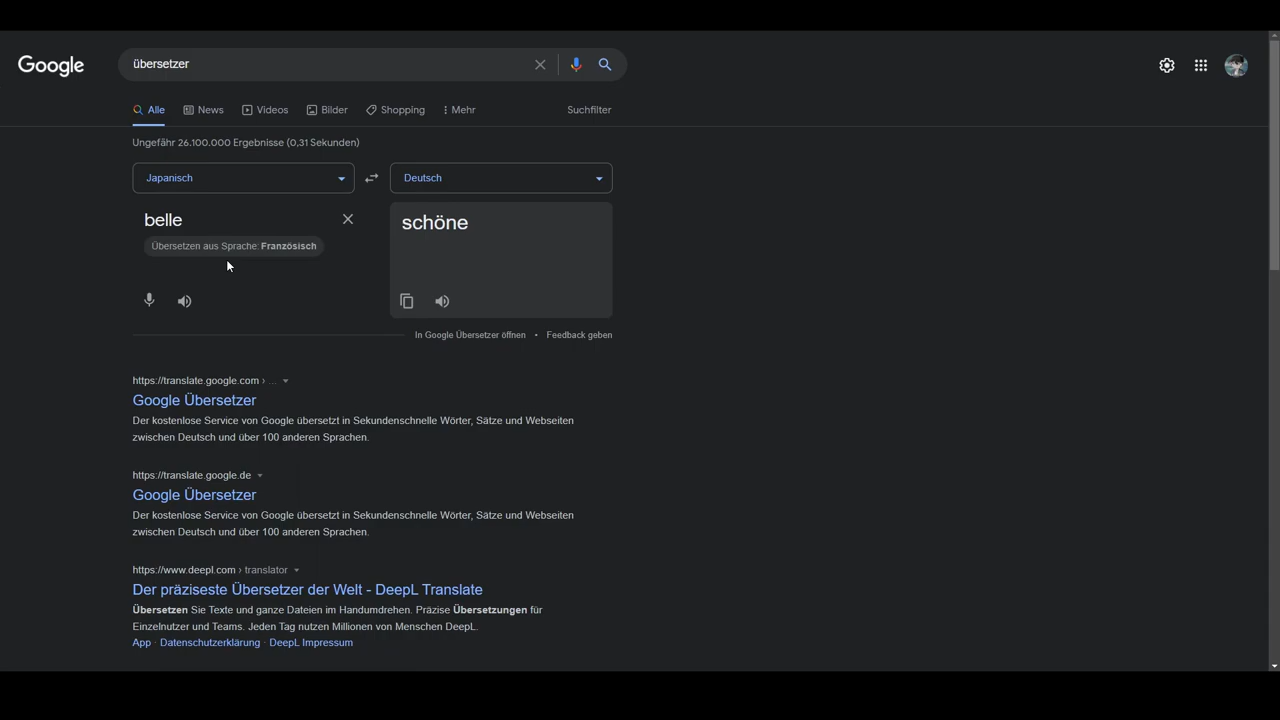 Google
übersetzer
Alle News Videos Bilder Shopping Mehr Suchfilter
Ungefähr 26.100.000 Ergebnisse (0,31 Sekunden)
Japanisch Deutsch
belle schöne
Übersetzen aus Sprache: Französisch
In Google Übersetzer öffnen • Feedback geben
https://translate.google.com › ...
Google Übersetzer
Der kostenlose Service von Google übersetzt in Sekundenschnelle Wörter, Sätze und Webseiten
zwischen Deutsch und über 100 anderen Sprachen.
https://translate.google.de
Google Übersetzer
Der kostenlose Service von Google übersetzt in Sekundenschnelle Wörter, Sätze und Webseiten
zwischen Deutsch und über 100 anderen Sprachen.
https://www.deepl.com › translator
Der präziseste Übersetzer der Welt - DeepL Translate
Übersetzen Sie Texte und ganze Dateien im Handumdrehen. Präzise Übersetzungen für
Einzelnutzer und Teams. Jeden Tag nutzen Millionen von Menschen DeepL.
App · Datenschutzerklärung · DeepL Impressum